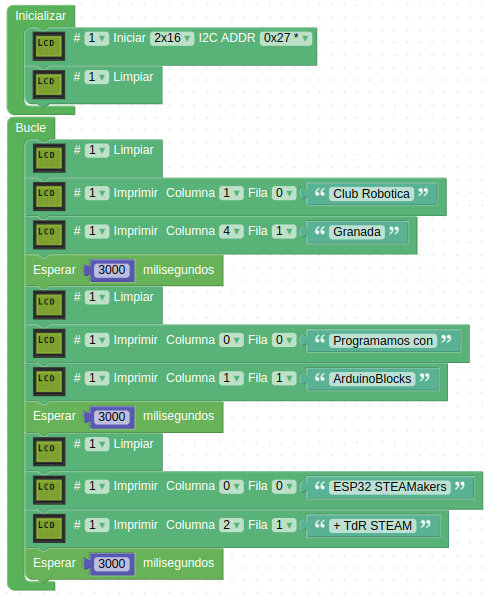 Inicializar
LCD # 1 Iniciar 2x16 I2C ADDR 0x27 *
LCD # 1 Limpiar
Bucle
LCD # 1 Limpiar
LCD # 1 Imprimir Columna 1 Fila 0 “ Club Robotica ”
LCD # 1 Imprimir Columna 4 Fila 1 “ Granada ”
Esperar 3000 milisegundos
LCD # 1 Limpiar
LCD # 1 Imprimir Columna 0 Fila 0 “ Programamos con ”
LCD # 1 Imprimir Columna 1 Fila 1 “ ArduinoBlocks ”
Esperar 3000 milisegundos
LCD # 1 Limpiar
LCD # 1 Imprimir Columna 0 Fila 0 “ ESP32 STEAMakers ”
LCD # 1 Imprimir Columna 2 Fila 1 “ + TdR STEAM ”
Esperar 3000 milisegundos